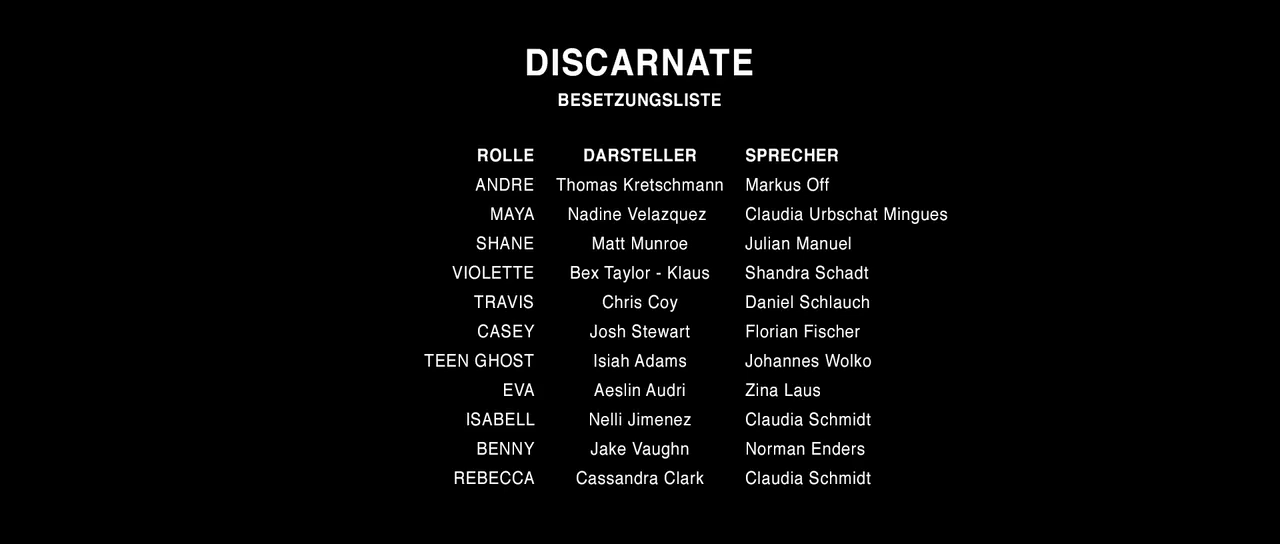 DISCARNATE
BESETZUNGSLISTE
ROLLE DARSTELLER SPRECHER
ANDRE Thomas Kretschmann Markus Off
MAYA Nadine Velazquez Claudia Urbschat Mingues
SHANE Matt Munroe Julian Manuel
VIOLETTE Bex Taylor - Klaus Shandra Schadt
TRAVIS Chris Coy Daniel Schlauch
CASEY Josh Stewart Florian Fischer
TEEN GHOST Isiah Adams Johannes Wolko
EVA Aeslin Audri Zina Laus
ISABELL Nelli Jimenez Claudia Schmidt
BENNY Jake Vaughn Norman Enders
REBECCA Cassandra Clark Claudia Schmidt